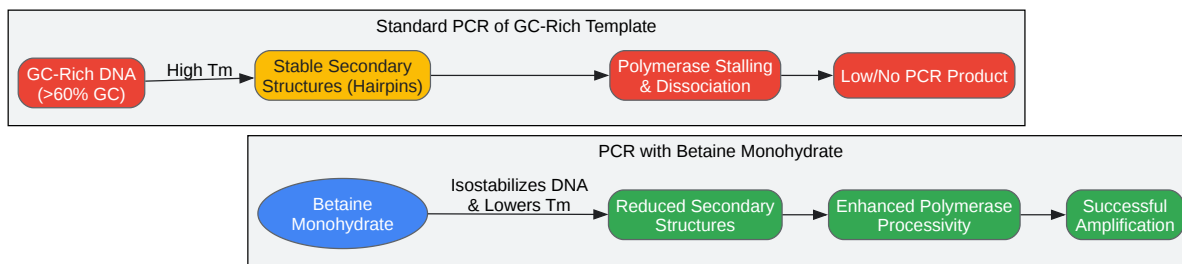 Standard PCR of GC-Rich Template
GC-Rich DNA
(>60% GC)
High Tm
Stable Secondary
Structures (Hairpins)
Polymerase Stalling
& Dissociation
Low/No PCR Product
PCR with Betaine Monohydrate
Betaine
Monohydrate
Isostabilizes DNA
& Lowers Tm
Reduced Secondary
Structures
Enhanced Polymerase
Processivity
Successful
Amplification